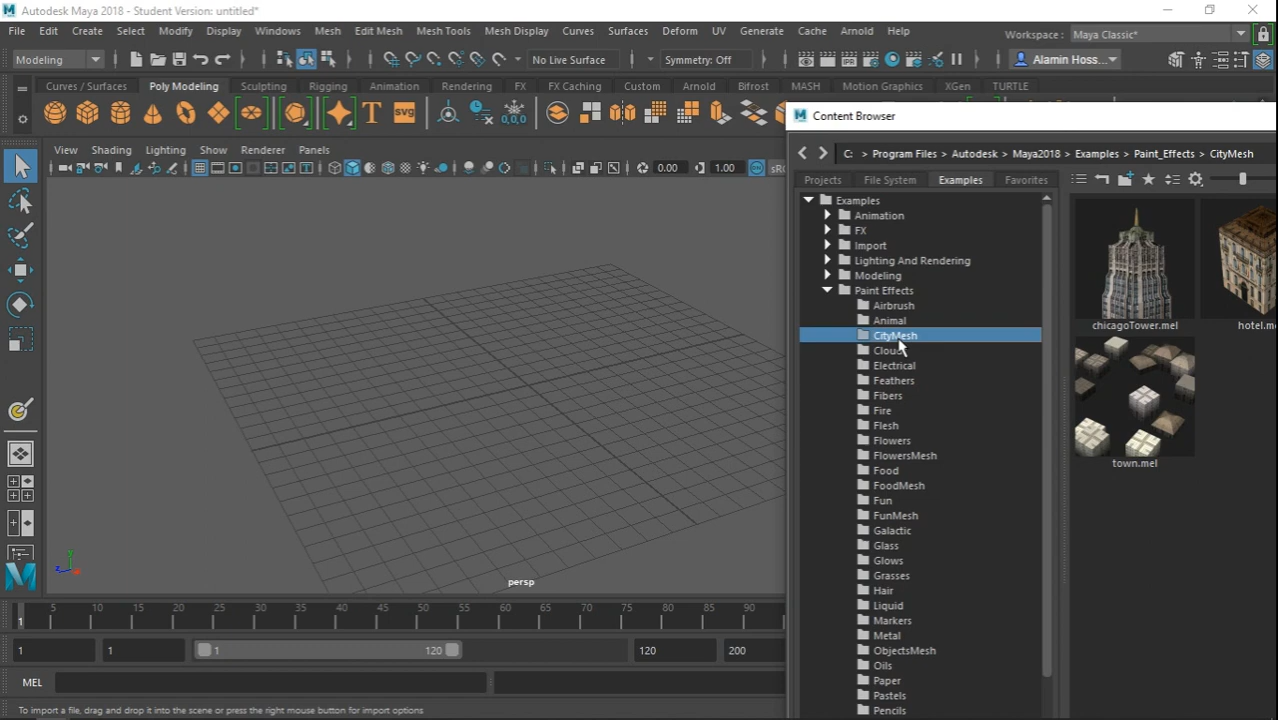 Autodesk Maya 2018 - Student Version: untitled*
File Edit Create Select Modify Display Windows Mesh Edit Mesh Mesh Tools Mesh Display Curves Surfaces Deform UV Generate Cache Arnold Help
Workspace : Maya Classic*
Modeling
No Live Surface
Symmetry: Off
Alamin Hoss...
Curves / Surfaces Poly Modeling Sculpting Rigging Animation Rendering FX FX Caching Custom Arnold Bifrost MASH Motion Graphics XGen TURTLE
T SVG 0,0,0
Content Browser
View Shading Lighting Show Renderer Panels
0.00 1.00
C: > Program Files > Autodesk > Maya2018 > Examples > Paint_Effects > CityMesh
Projects File System Examples Favorites
Examples
Animation
FX
Import
Lighting And Rendering
Modeling
Paint Effects
Airbrush
Animal
CityMesh
Electrical
Feathers
Fibers
Fire
Flesh
Flowers
FlowersMesh
Food
FoodMesh
Fun
FunMesh
Galactic
Glass
Glows
Grasses
Hair
Liquid
Markers
Metal
ObjectsMesh
Oils
Paper
Pastels
Pencils
chicagoTower.mel
hotel.m
town.mel
persp
5 10 15 20 25 30 35 40 45 50 55 60 65 70 75 80 85 90
1
1 1 1 120 120 200
MEL
To import a file, drag and drop it into the scene or press the right mouse button for import options